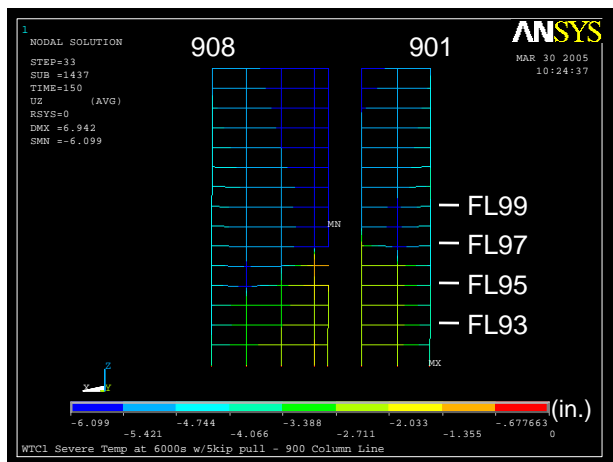 1
NODAL SOLUTION
STEP=33
SUB =1437
TIME=150
UZ (AVG)
RSYS=0
DMX =6.942
SMN =-6.099
908
901
ANSYS
MAR 30 2005
10:24:37
FL99
MN
FL97
FL95
FL93
MX
Z
X Y
(in.)
-6.099 -4.744 -3.388 -2.033 -.677663
-5.421 -4.066 -2.711 -1.355 0
WTC1 Severe Temp at 6000s w/5kip pull - 900 Column Line